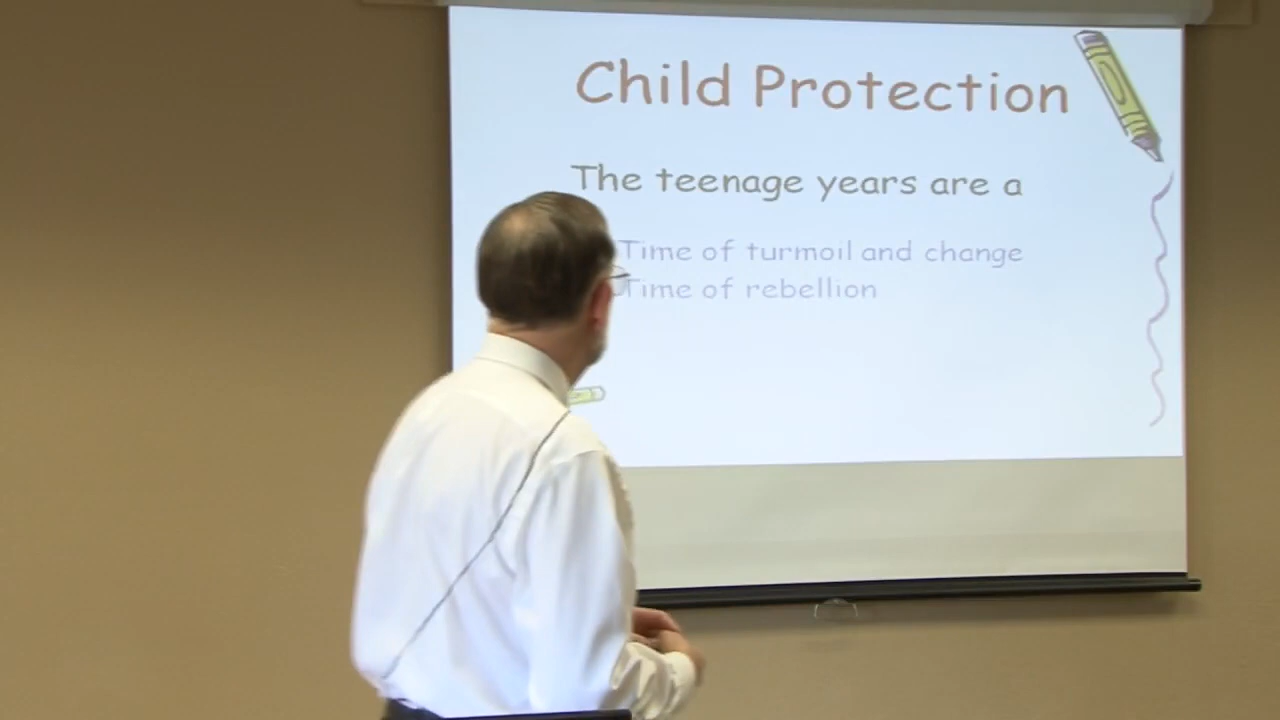 Child Protection
The teenage years are a
Time of turmoil and change
Time of rebellion